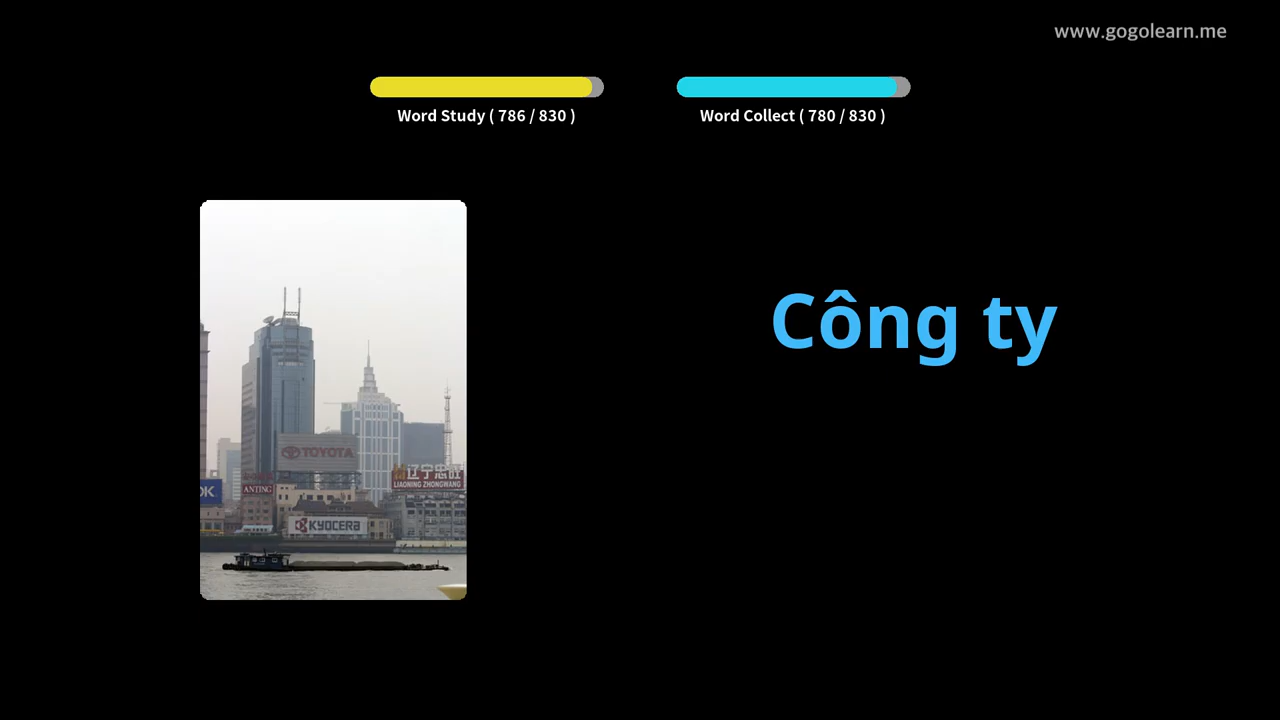 www.gogolearn.me
Word Study ( 786 / 830 )
Word Collect ( 780 / 830 )
Công ty
TOYOTA
辽宁忠旺
LIAONING ZHONGWANG
OK
ANTING
KYOCERA